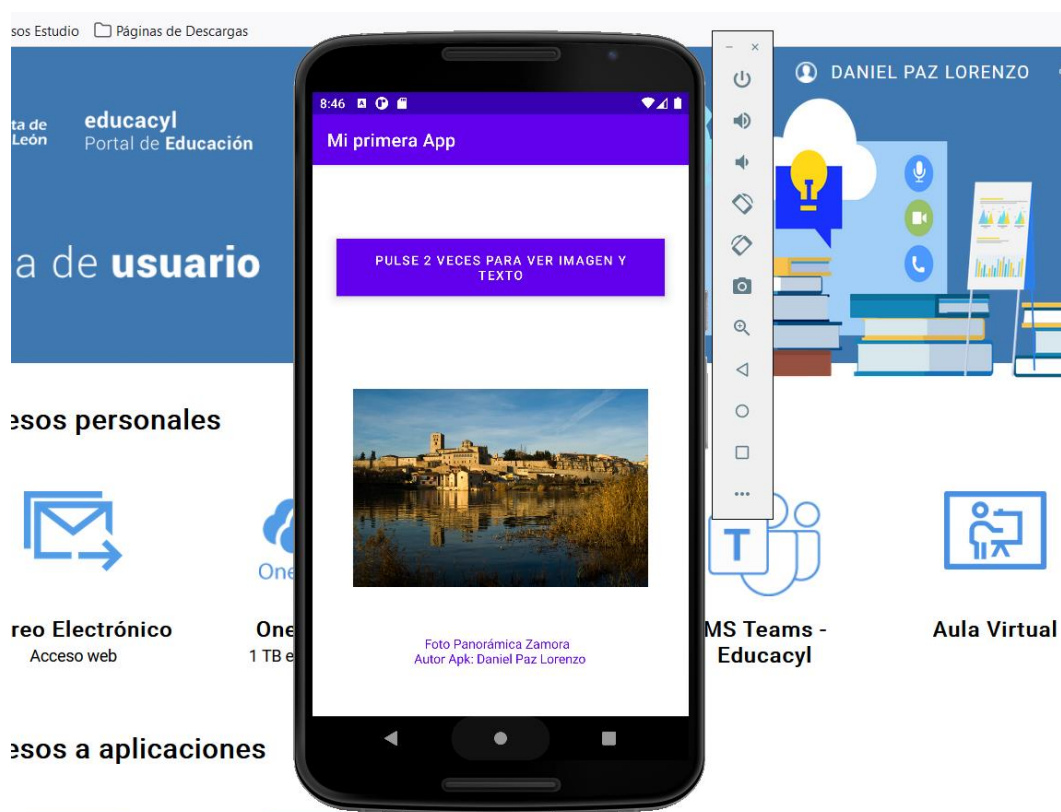 sos Estudio Páginas de Descargas
DANIEL PAZ LORENZO
ta de
León
educacyl
Portal de Educación
a de usuario
8:46
Mi primera App
PULSE 2 VECES PARA VER IMAGEN Y
TEXTO
Foto Panorámica Zamora
Autor Apk: Daniel Paz Lorenzo
esos personales
reo Electrónico
Acceso web
One
One
1 TB e
T
MS Teams -
Educacyl
Aula Virtual
esos a aplicaciones